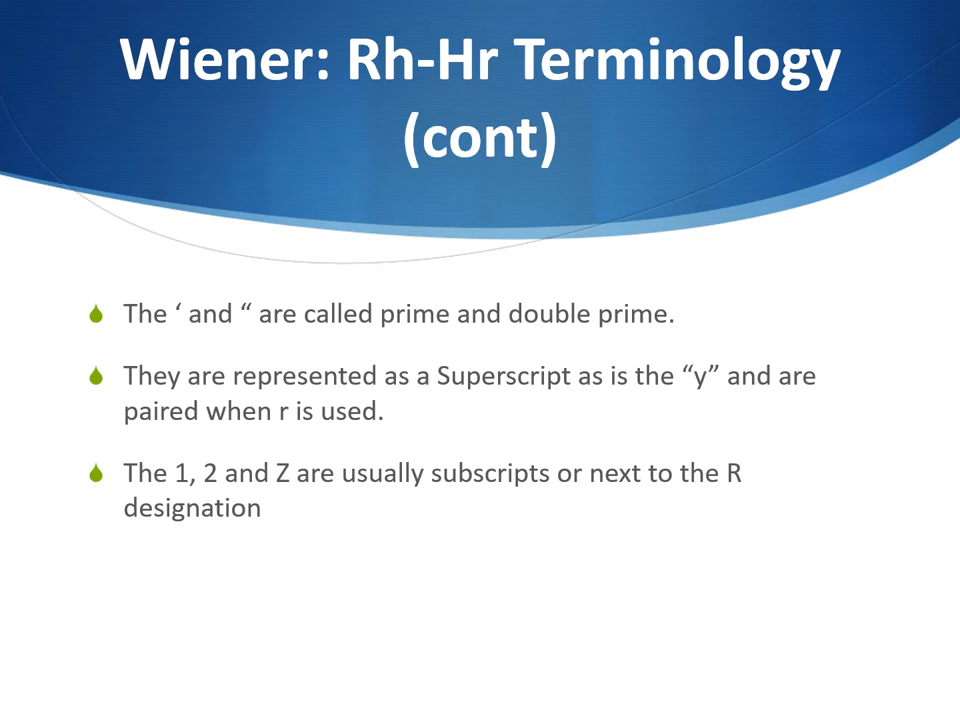 Wiener: Rh-Hr Terminology
(cont)
The ‘ and “ are called prime and double prime.
They are represented as a Superscript as is the “y” and are
paired when r is used.
The 1, 2 and Z are usually subscripts or next to the R
designation